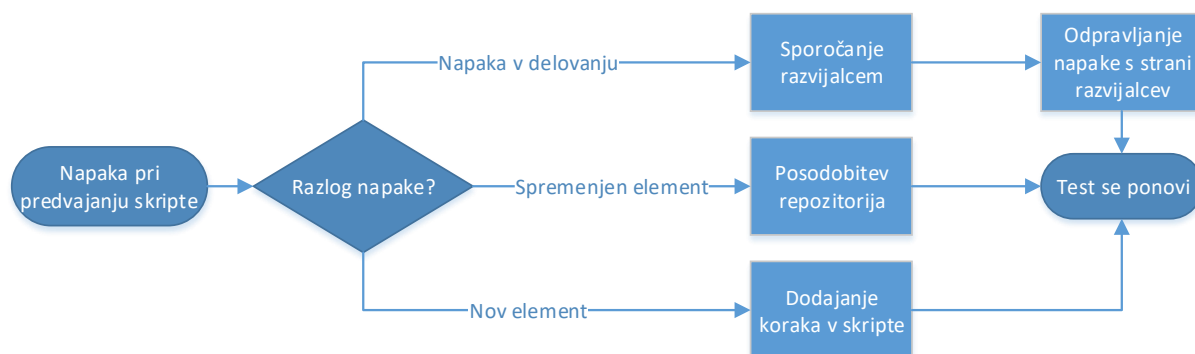 Napaka v delovanju
Sporočanje
razvijalcem
Odpravljanje
napake s strani
razvijalcev
Napaka pri
predvajanju skripte
Razlog napake?
Spremenjen element
Posodobitev
repozitorija
Test se ponovi
Nov element
Dodajanje
koraka v skripte